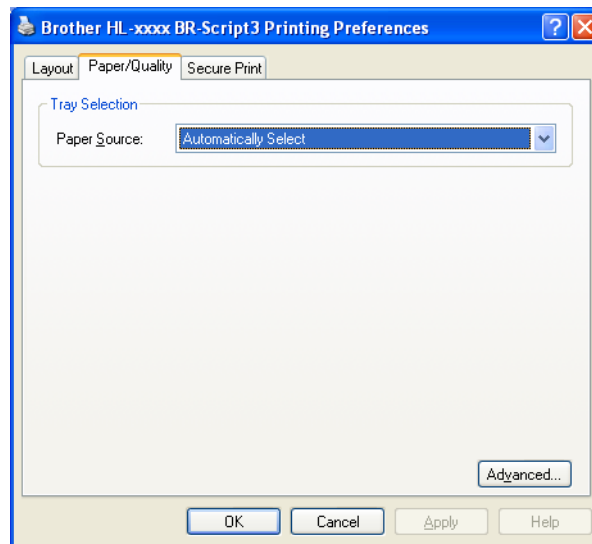 Brother HL-xxxx BR-Script3 Printing Preferences
Layout Paper/Quality Secure Print
Tray Selection
Paper Source: Automatically Select
Advanced...
OK Cancel Apply Help